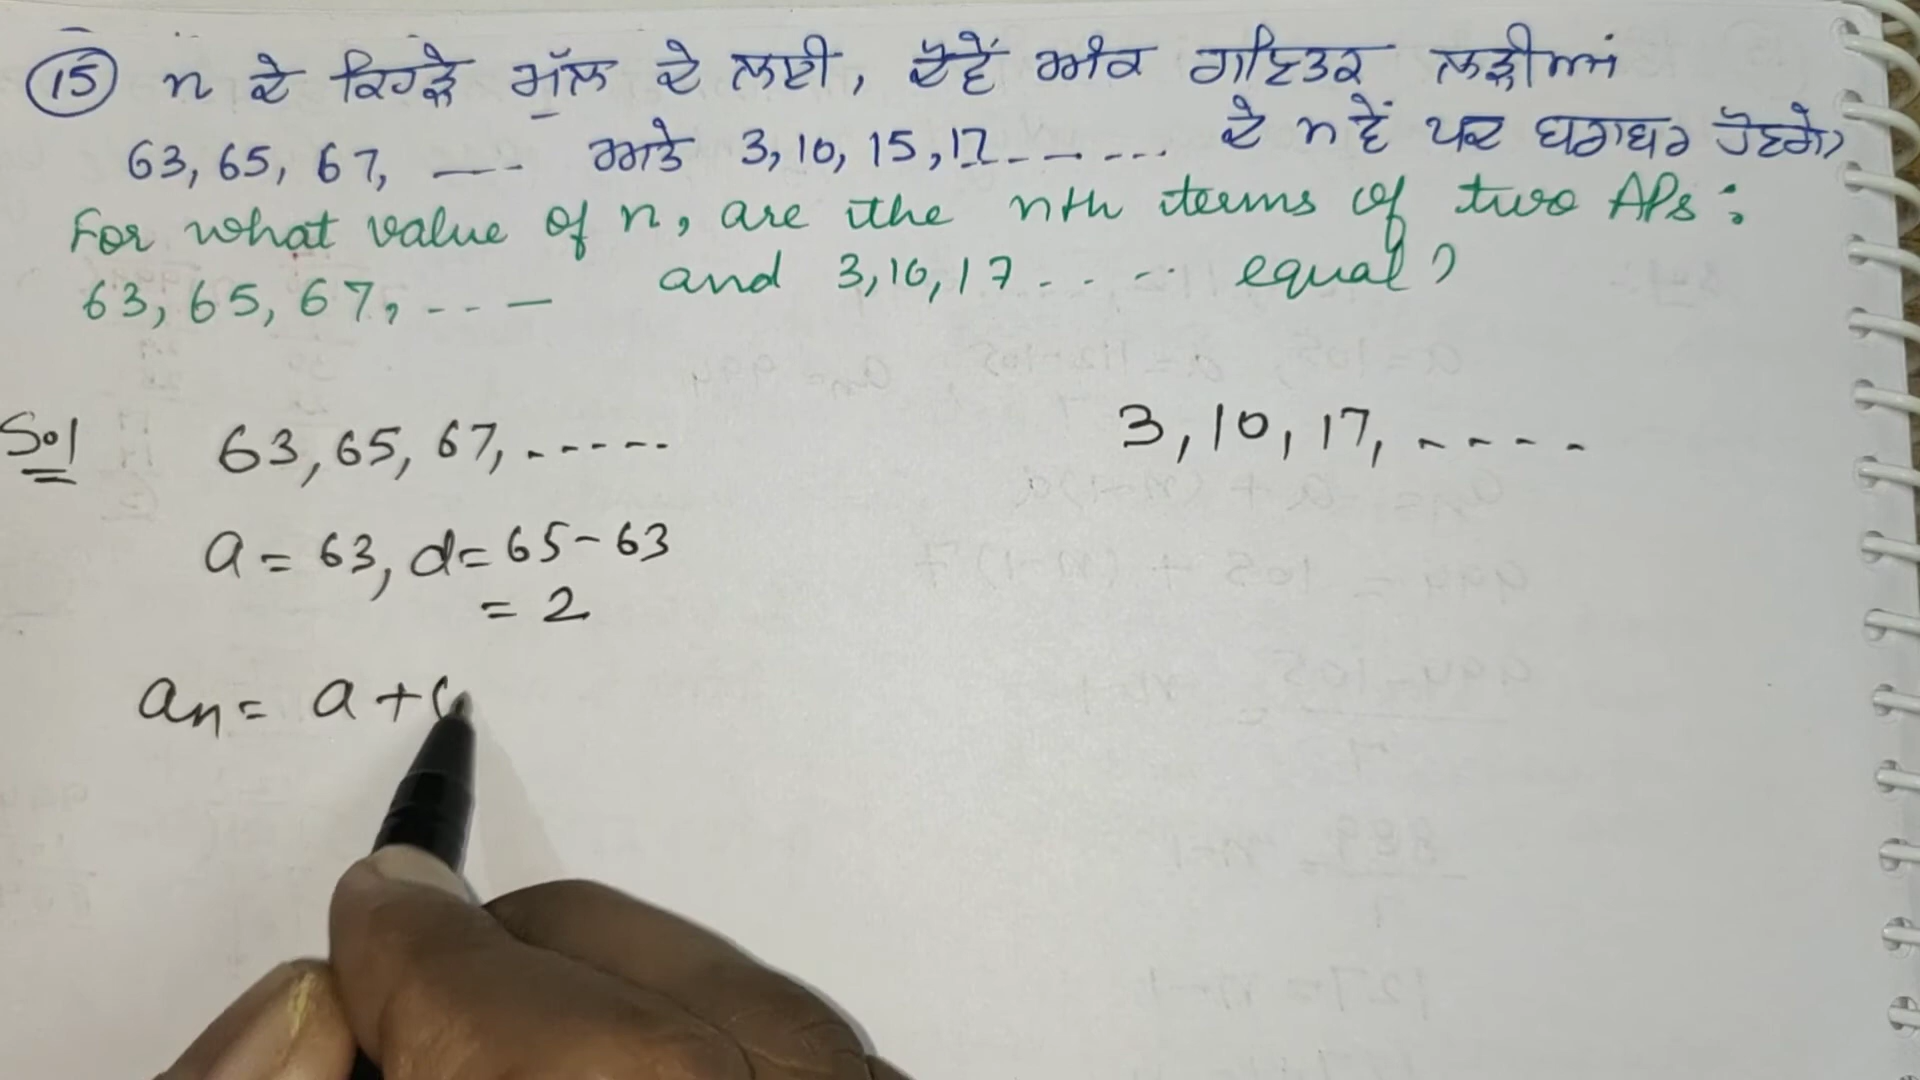 (15) n ਦੇ ਕਿਹੜੇ ਮੁੱਲ ਦੇ ਲਈ, ਦੋਵੇਂ ਅੰਕ ਗਣਿਤਕ ਲੜੀਆਂ
63, 65, 67, ---- ਅਤੇ 3, 10, 15, 17------ ਦੇ nਵੇਂ ਪਦ ਬਰਾਬਰ ਹੋਣਗੇ?
For what value of n, are the nth terms of two APs:
63, 65, 67, ---- and 3, 10, 17 ---- equal?
Sol 63, 65, 67, ----- 3, 10, 17, ----
a = 63, d = 65-63
= 2
an = a + (